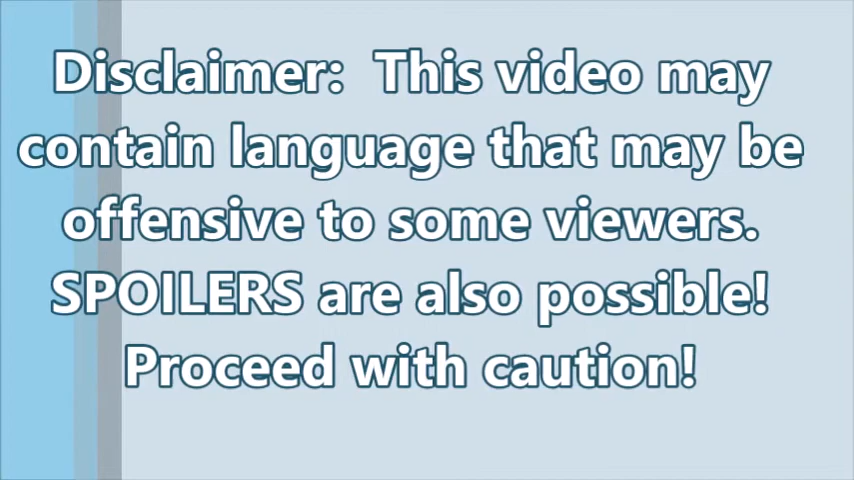 Disclaimer:  This video may
contain language that may be
offensive to some viewers.
SPOILERS are also possible!
Proceed with caution!